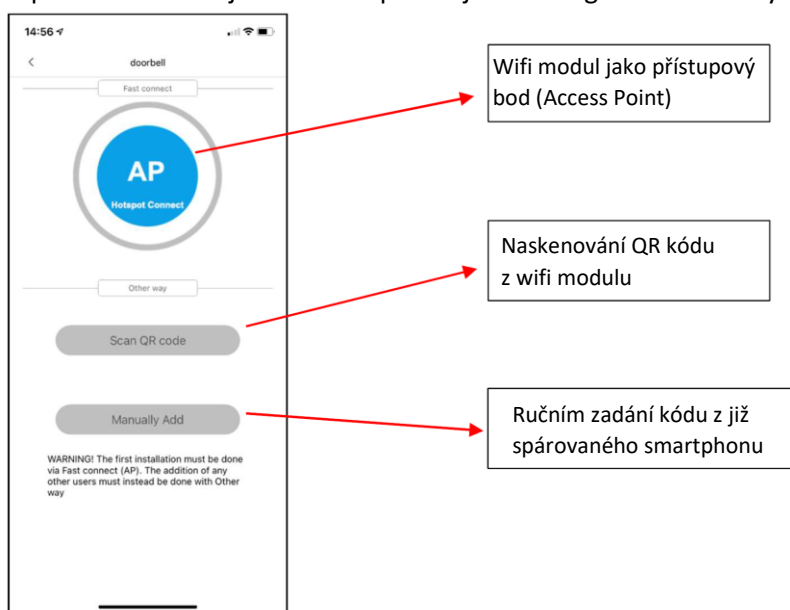 14:56
doorbell
Fast connect
AP
Hotspot Connect
Other way
Scan QR code
Manually Add
WARNING! The first installation must be done
via Fast connect (AP). The addition of any
other users must instead be done with Other
way
Wifi modul jako přístupový
bod (Access Point)
Naskenování QR kódu
z wifi modulu
Ručním zadání kódu z již
spárovaného smartphonu